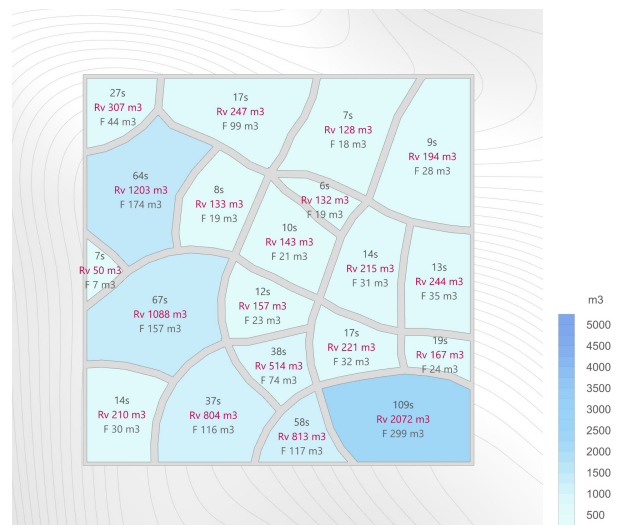 27s
Rv 307 m3
F 44 m3
17s
Rv 247 m3
F 99 m3
7s
Rv 128 m3
F 18 m3
9s
Rv 194 m3
F 28 m3
64s
Rv 1203 m3
F 174 m3
8s
Rv 133 m3
F 19 m3
6s
Rv 132 m3
F 19 m3
10s
Rv 143 m3
F 21 m3
14s
Rv 215 m3
F 31 m3
13s
Rv 244 m3
F 35 m3
7s
Rv 50 m3
F 7 m3
67s
Rv 1088 m3
F 157 m3
12s
Rv 157 m3
F 23 m3
17s
Rv 221 m3
F 32 m3
19s
Rv 167 m3
F 24 m3
38s
Rv 514 m3
F 74 m3
14s
Rv 210 m3
F 30 m3
37s
Rv 804 m3
F 116 m3
58s
Rv 813 m3
F 117 m3
109s
Rv 2072 m3
F 299 m3
m3
5000
4500
4000
3500
3000
2500
2000
1500
1000
500